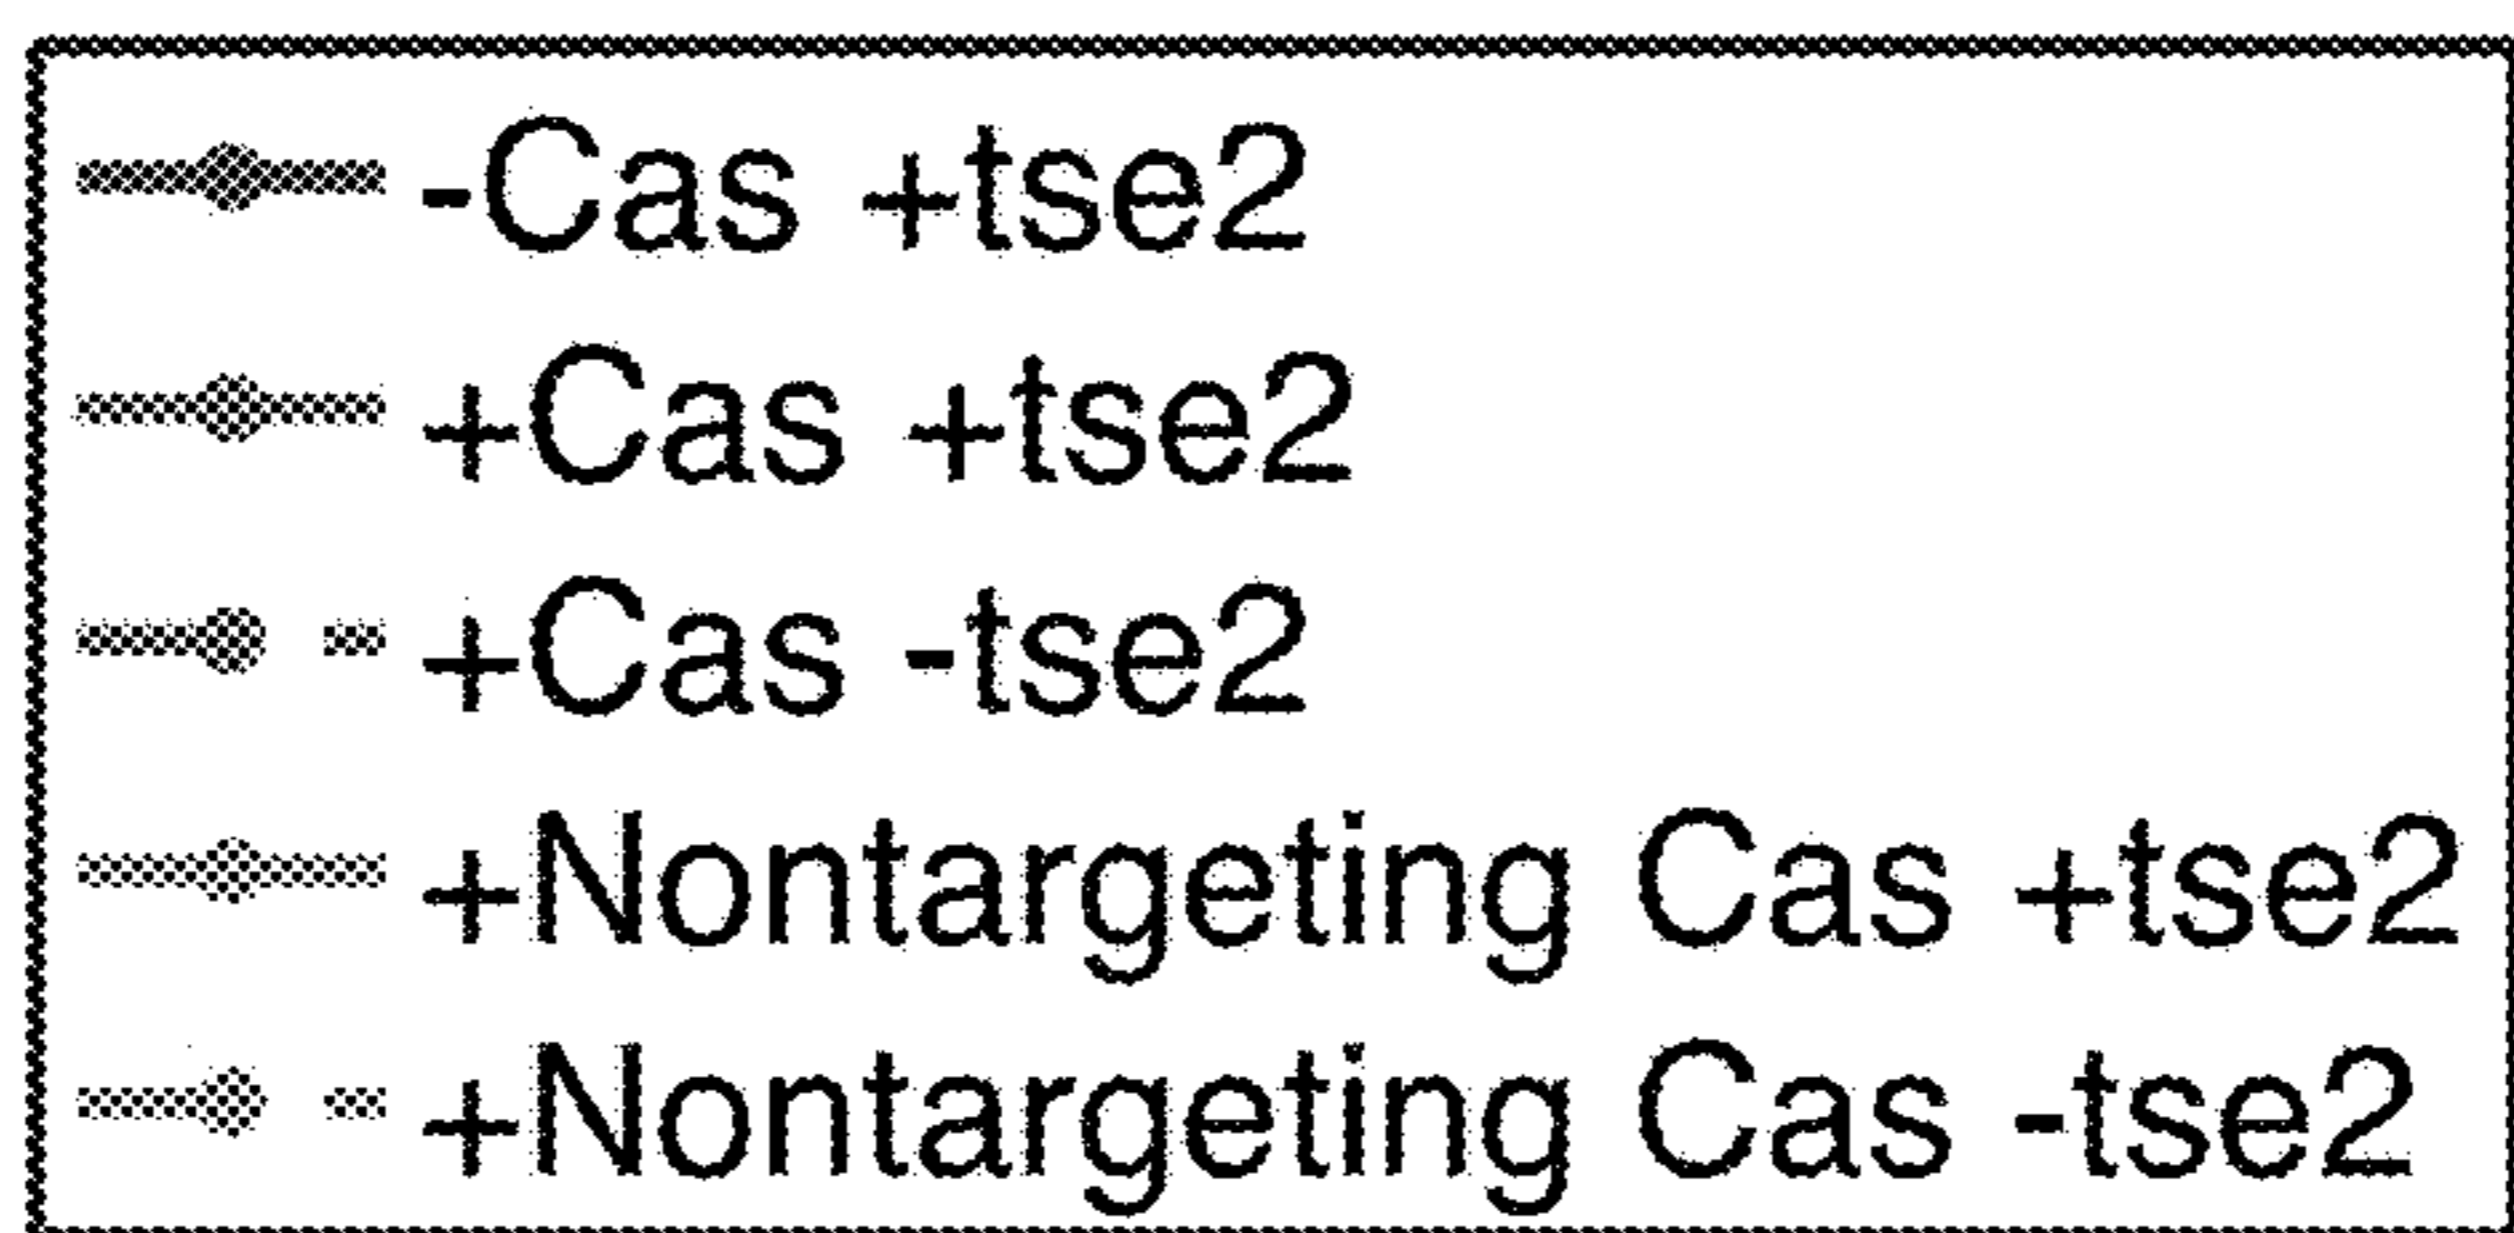 -Cas +tse2
+Cas +tse2
+Cas -tse2
+Nontargeting Cas +tse2
+Nontargeting Cas -tse2